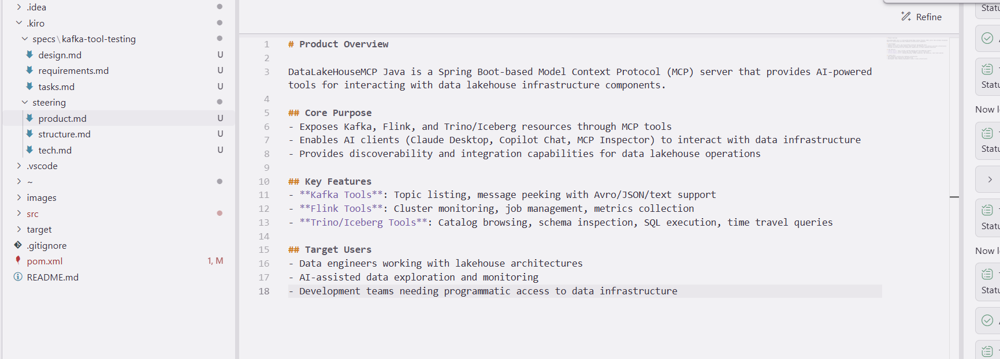 .idea
.kiro
specs\kafka-tool-testing
design.md U
requirements.md U
tasks.md U
steering
product.md U
structure.md U
tech.md U
.vscode
~
images
src
target
.gitignore
pom.xml 1, M
README.md
Refine
1 # Product Overview
2
3 DataLakeHouseMCP Java is a Spring Boot-based Model Context Protocol (MCP) server that provides AI-powered
tools for interacting with data lakehouse infrastructure components.
4
5 ## Core Purpose
6 - Exposes Kafka, Flink, and Trino/Iceberg resources through MCP tools
7 - Enables AI clients (Claude Desktop, Copilot Chat, MCP Inspector) to interact with data infrastructure
8 - Provides discoverability and integration capabilities for data lakehouse operations
9
10 ## Key Features
11 - **Kafka Tools**: Topic listing, message peeking with Avro/JSON/text support
12 - **Flink Tools**: Cluster monitoring, job management, metrics collection
13 - **Trino/Iceberg Tools**: Catalog browsing, schema inspection, SQL execution, time travel queries
14
15 ## Target Users
16 - Data engineers working with lakehouse architectures
17 - AI-assisted data exploration and monitoring
18 - Development teams needing programmatic access to data infrastructure
Statu
Statu
Now l
Statu
Statu
Now l
Statu